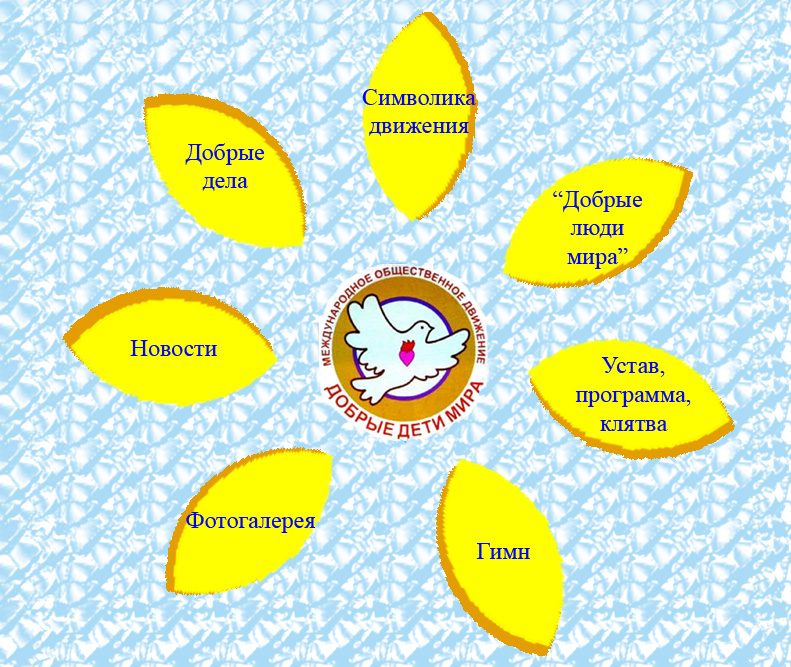 Символика
движения
Добрые
дела
“Добрые
люди
мира”
МЕЖДУНАРОДНОЕ ОБЩЕСТВЕННОЕ ДВИЖЕНИЕ
ДОБРЫЕ ДЕТИ МИРА
Новости
Устав,
программа,
клятва
Фотогалерея
Гимн